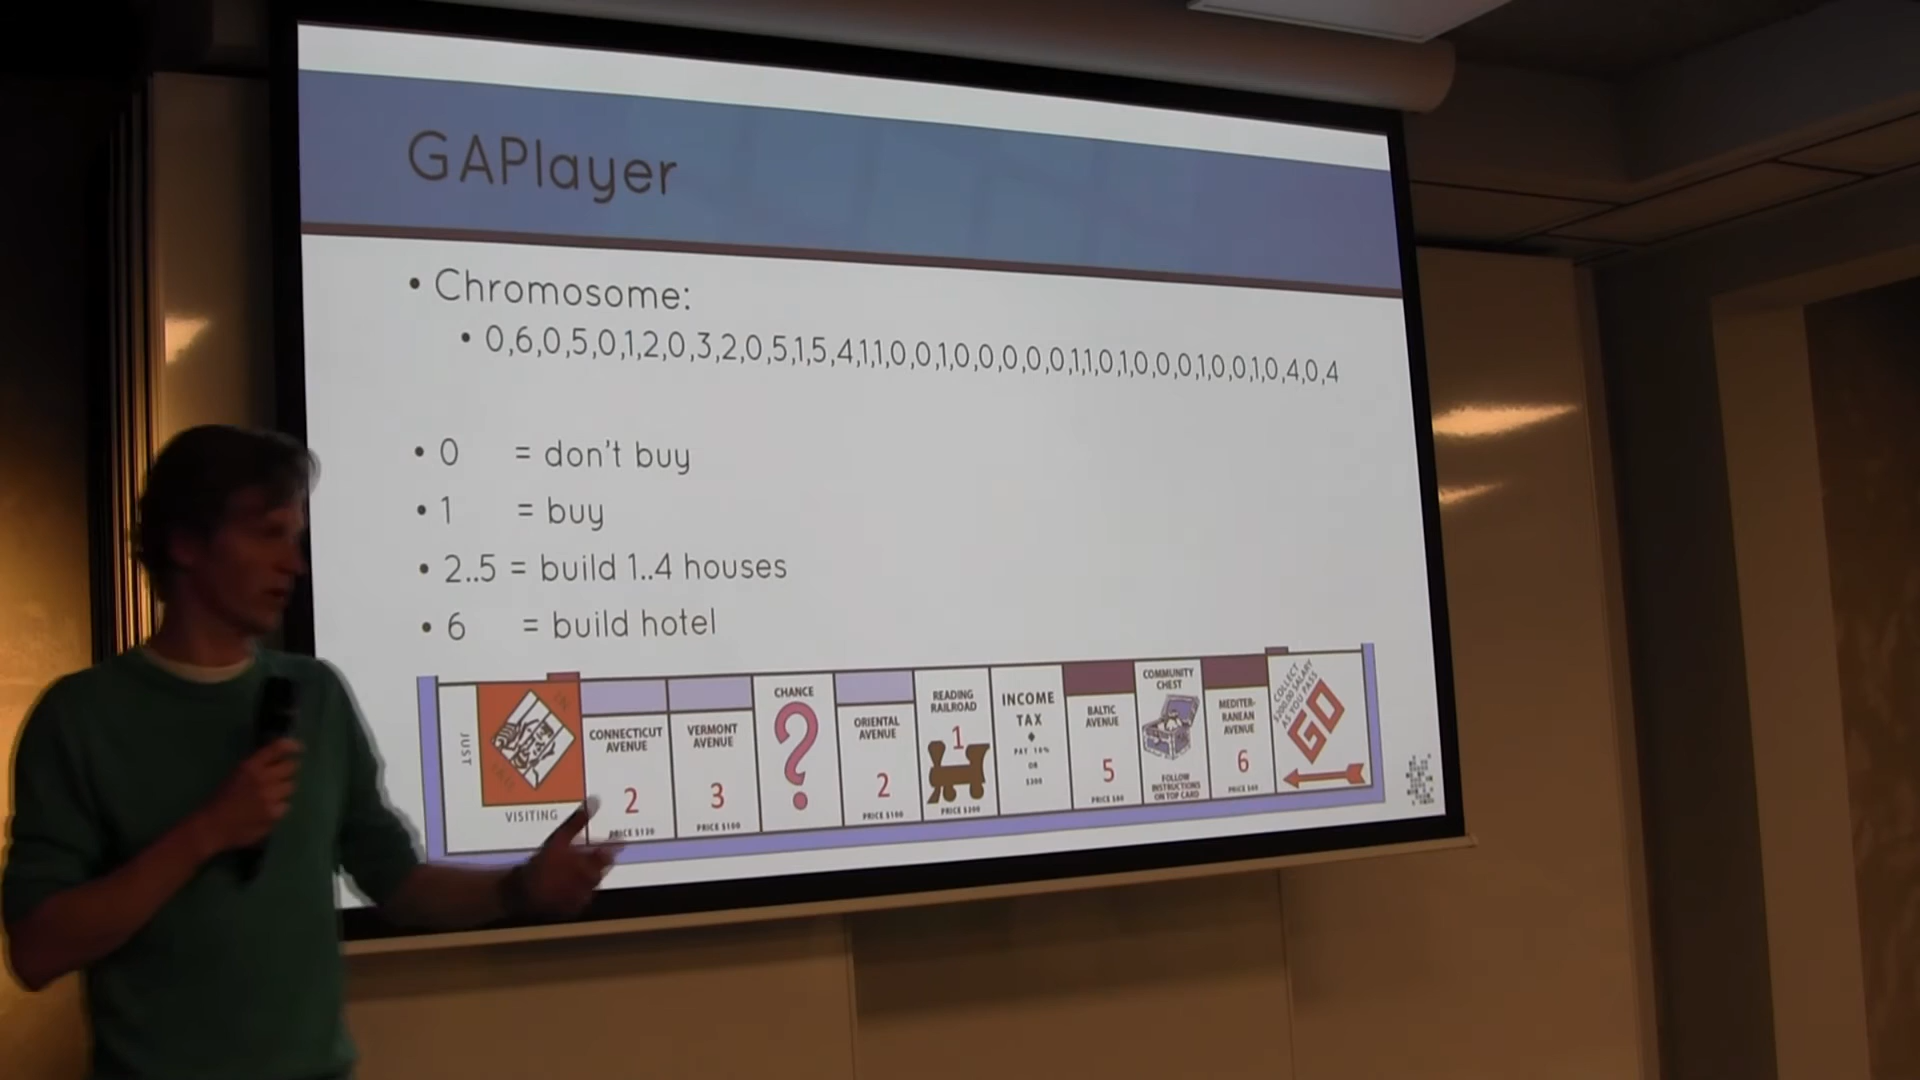 GAPlayer
• Chromosome:
• 0,6,0,5,0,1,2,0,3,2,0,5,1,5,4,1,1,0,0,1,0,0,0,0,0,1,1,0,1,0,0,0,1,0,0,1,0,4,0,4
• 0 = don't buy
• 1 = buy
• 2..5 = build 1..4 houses
• 6 = build hotel
JUST
VISITING
CONNECTICUT
AVENUE
2
PRICE $120
VERMONT
AVENUE
3
PRICE $100
CHANCE
?
ORIENTAL
AVENUE
2
PRICE $100
READING
RAILROAD
1
PRICE $200
INCOME
TAX
PAY 10%
OR
$200
BALTIC
AVENUE
5
PRICE $60
COMMUNITY
CHEST
FOLLOW
INSTRUCTIONS
ON TOP CARD
MEDITER-
RANEAN
AVENUE
6
PRICE $60
COLLECT
$200.00 SALARY
AS YOU PASS
GO